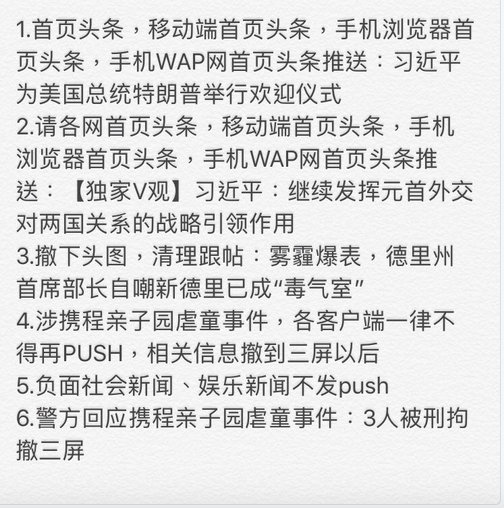 1.首页头条，移动端首页头条，手机浏览器首
页头条，手机WAP网首页头条推送：习近平
为美国总统特朗普举行欢迎仪式
2.请各网首页头条，移动端首页头条，手机
浏览器首页头条，手机WAP网首页头条推
送：【独家V观】习近平：继续发挥元首外交
对两国关系的战略引领作用
3.撤下头图，清理跟帖：雾霾爆表，德里州
首席部长自嘲新德里已成“毒气室”
4.涉携程亲子园虐童事件，各客户端一律不
得再PUSH，相关信息撤到三屏以后
5.负面社会新闻、娱乐新闻不发push
6.警方回应携程亲子园虐童事件：3人被刑拘
撤三屏